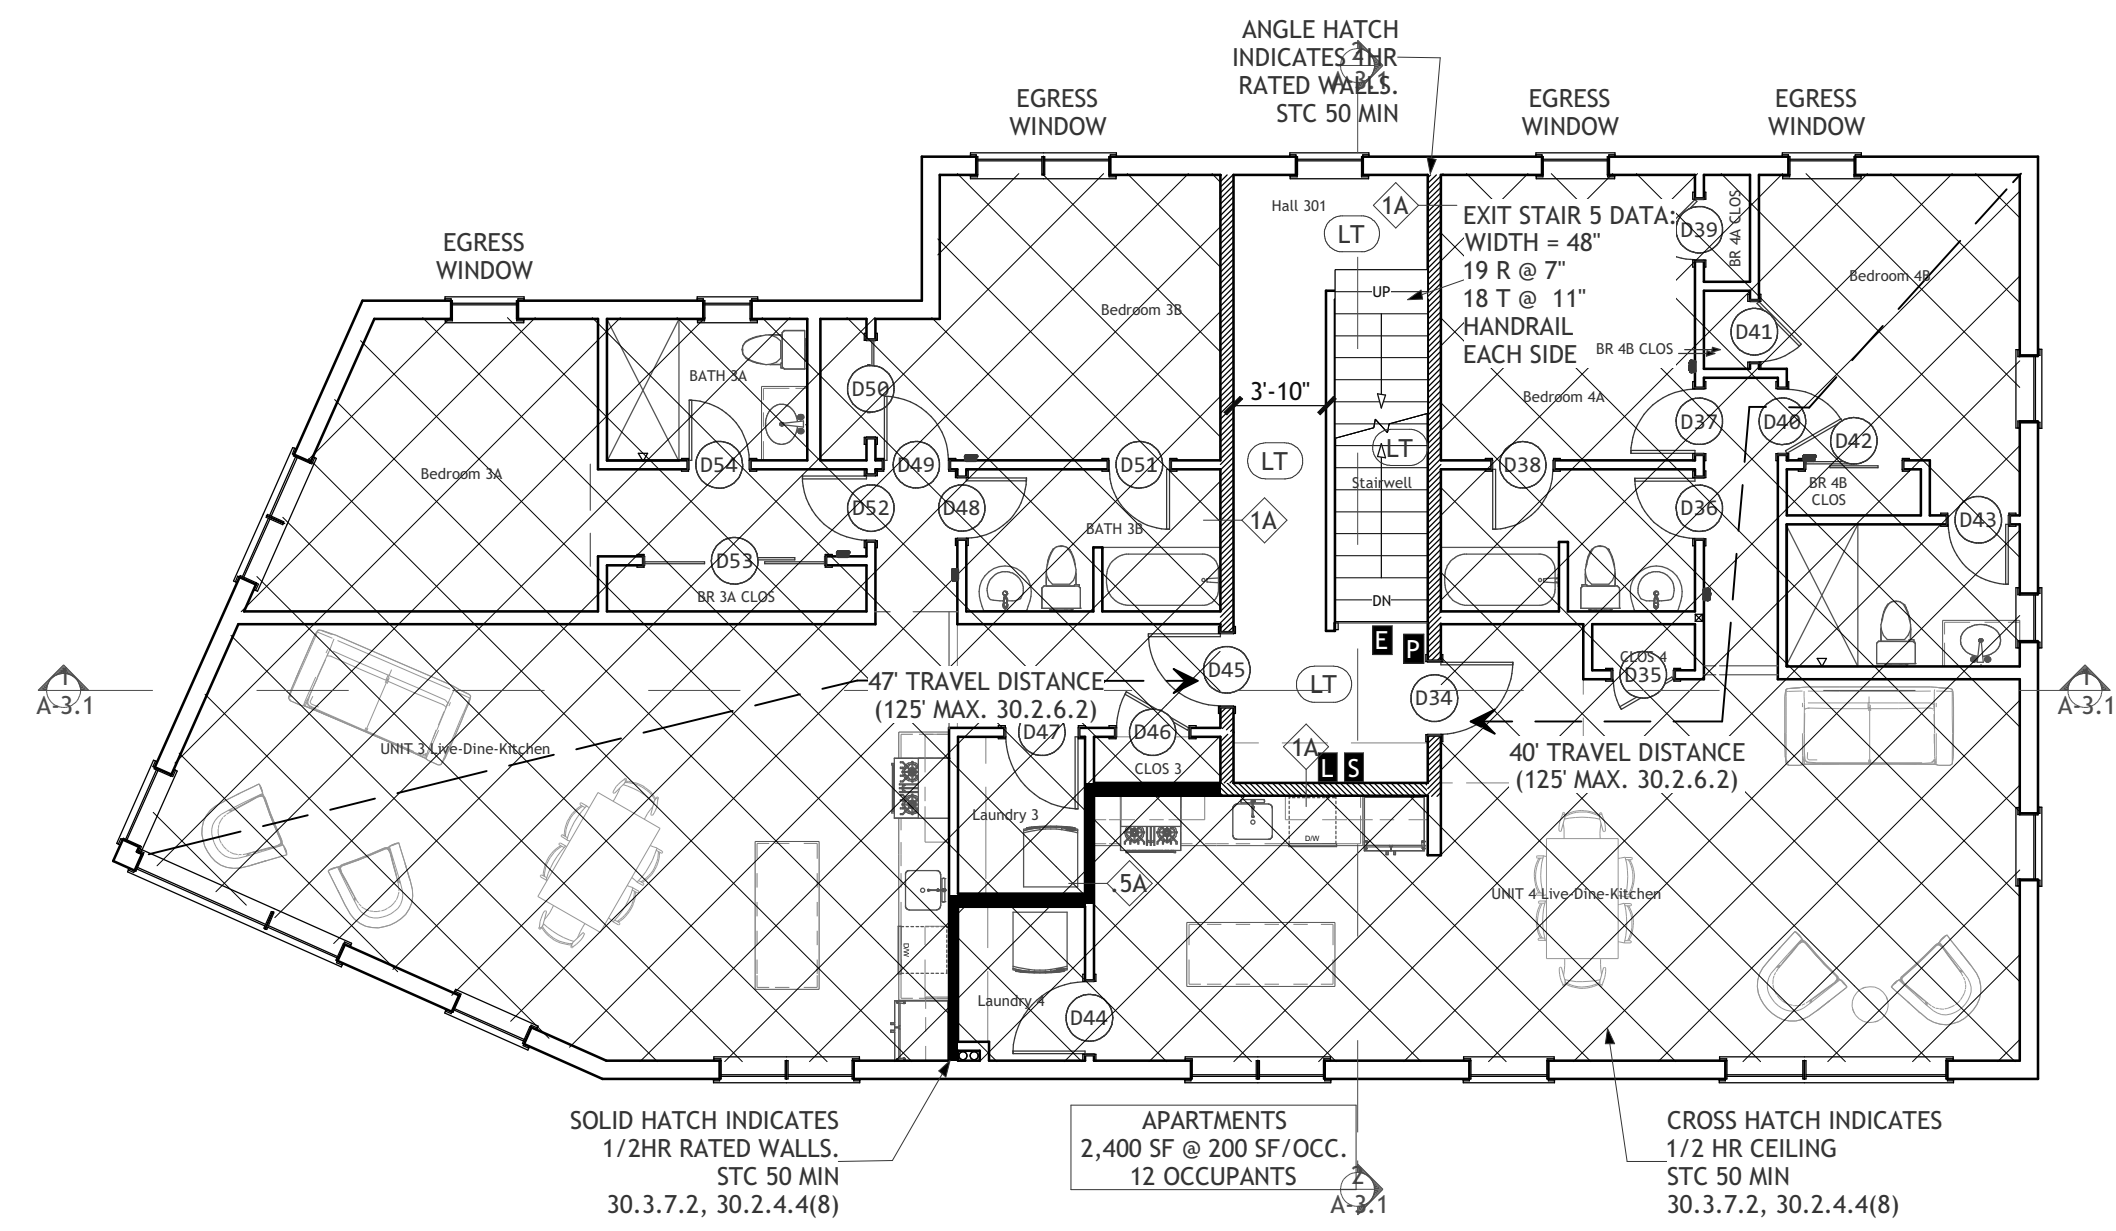 ANGLE HATCH
INDICATES 1HR
RATED WALLS.
STC 50 MIN
2
A-3.1
EGRESS
WINDOW
EGRESS
WINDOW
EGRESS
WINDOW
EGRESS
WINDOW
Hall 301
1A
LT
EXIT STAIR 5 DATA:
WIDTH = 48"
19 R @ 7"
18 T @ 11"
HANDRAIL
EACH SIDE
D39
BR 4A CLOS
Bedroom 4B
UP
Bedroom 3B
D41
BR 4B CLOS
BATH 3A
D50
3'-10"
Bedroom 4A
D37
D40
D42
LT
LT
Bedroom 3A
D54
D49
D51
D38
Stairwell
BR 4B
CLOS
D52
D48
1A
BATH 3B
D36
D43
D53
BR 3A CLOS
DN
E
P
CLOS 4
D35
D45
LT
D34
1
A-3.1
1
A-3.1
47' TRAVEL DISTANCE
(125' MAX. 30.2.6.2)
D47
D46
1A
L
S
40' TRAVEL DISTANCE
(125' MAX. 30.2.6.2)
UNIT 3 Live-Dine-Kitchen
CLOS 3
Laundry 3
D/W
.5A
UNIT 4 Live-Dine-Kitchen
D/W
Laundry 4
D44
SOLID HATCH INDICATES
1/2HR RATED WALLS.
STC 50 MIN
30.3.7.2, 30.2.4.4(8)
APARTMENTS
2,400 SF @ 200 SF/OCC.
12 OCCUPANTS
2
A-3.1
CROSS HATCH INDICATES
1/2 HR CEILING
STC 50 MIN
30.3.7.2, 30.2.4.4(8)